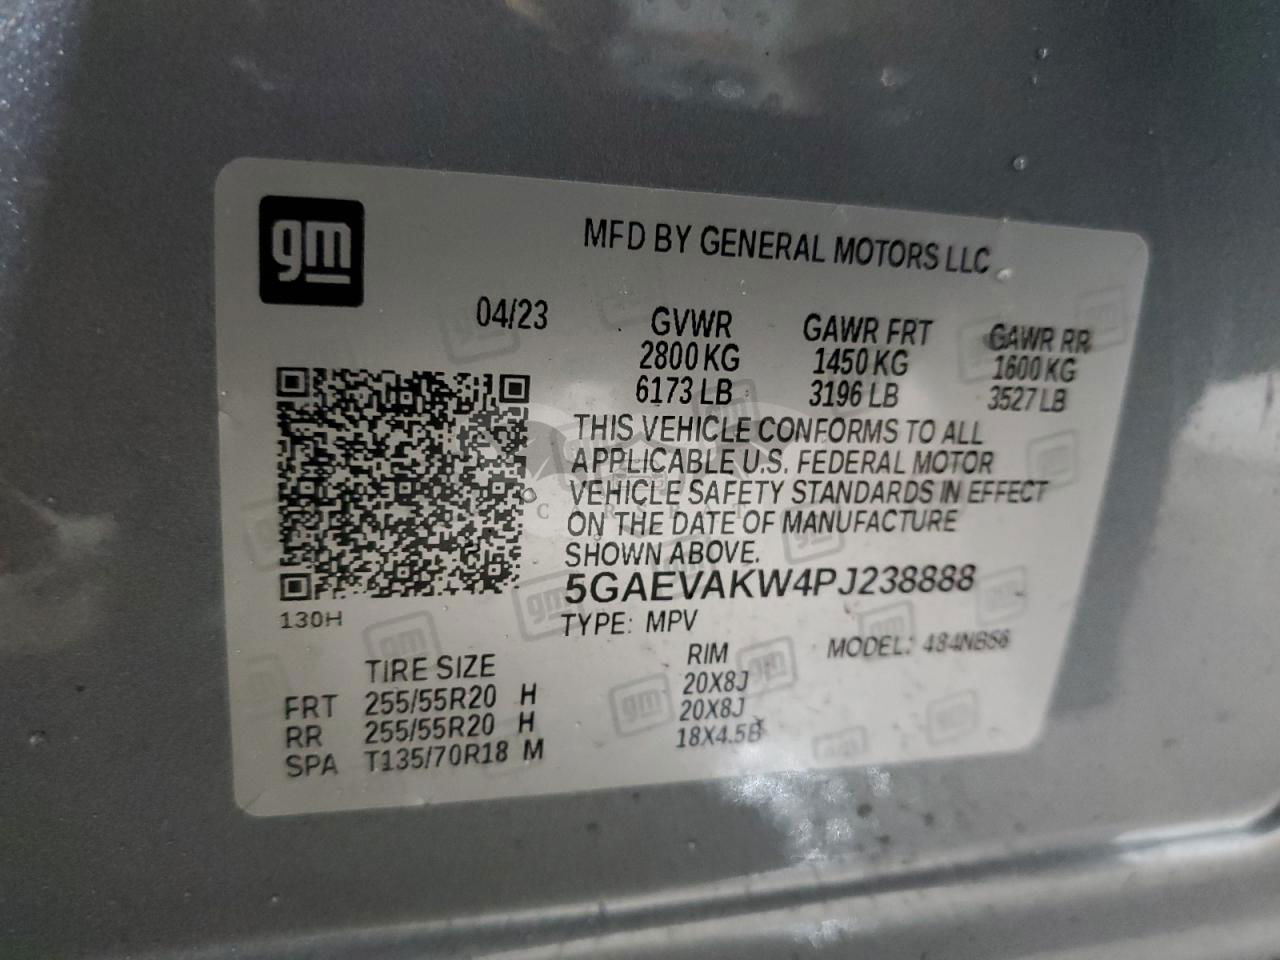 gm
MFD BY GENERAL MOTORS LLC
04/23 GVWR GAWR FRT GAWR RR
2800 KG 1450 KG 1600 KG
6173 LB 3196 LB 3527 LB
THIS VEHICLE CONFORMS TO ALL
APPLICABLE U.S. FEDERAL MOTOR
VEHICLE SAFETY STANDARDS IN EFFECT
ON THE DATE OF MANUFACTURE
SHOWN ABOVE.
5GAEVAKW4PJ238888
130H
TYPE: MPV
MODEL: 484NB56
TIRE SIZE RIM
FRT 255/55R20 H 20X8J
RR 255/55R20 H 20X8J
SPA T135/70R18 M 18X4.5B